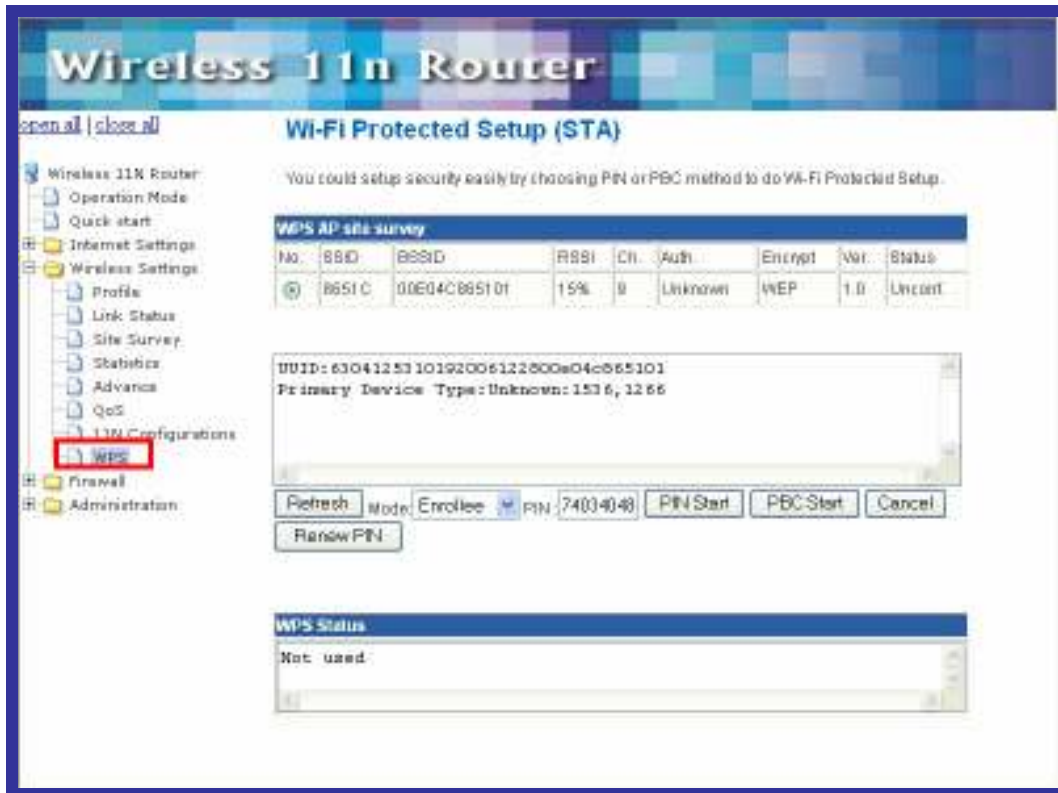 Wireless 11n Router
open all | close all
Wi-Fi Protected Setup (STA)
You could setup security easily by choosing PIN or PBC method to do Wi-Fi Protected Setup.
Wireless 11N Router
Operation Mode
Quick start
Internet Settings
Wireless Settings
Profile
Link Status
Site Survey
Statistics
Advance
QoS
11N Configurations
WPS
Firewall
Administration
WPS AP site survey
No. SSID BSSID RSSI Ch. Auth. Encrypt Ver. Status
8651C 00E04C865101 15% 9 Unknown WEP 1.0 Unconf.
UUID:6304125310192006122800e04c865101
Primary Device Type:Unknown:1536,1266
Refresh Mode: Enrollee PIN: 74034048 PIN Start PBC Start Cancel
Renew PIN
WPS Status
Not used